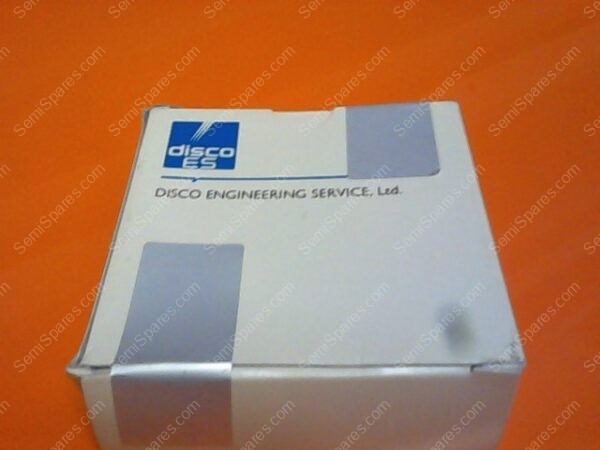 disco
ES
DISCO ENGINEERING SERVICE, Ltd.
SemiSpares.com